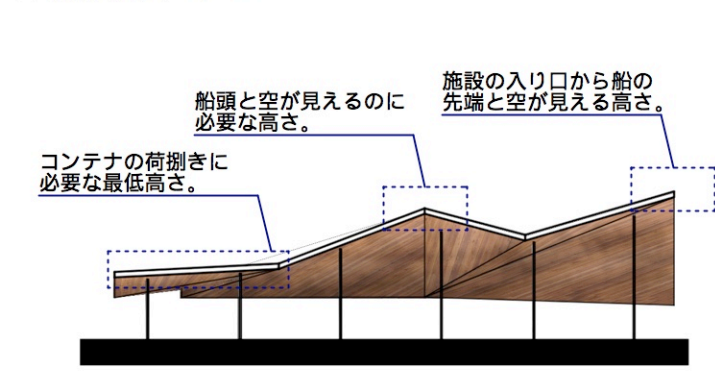 施設の入り口から船の
先端と空が見える高さ。
船頭と空が見えるのに
必要な高さ。
コンテナの荷捌きに
必要な最低高さ。